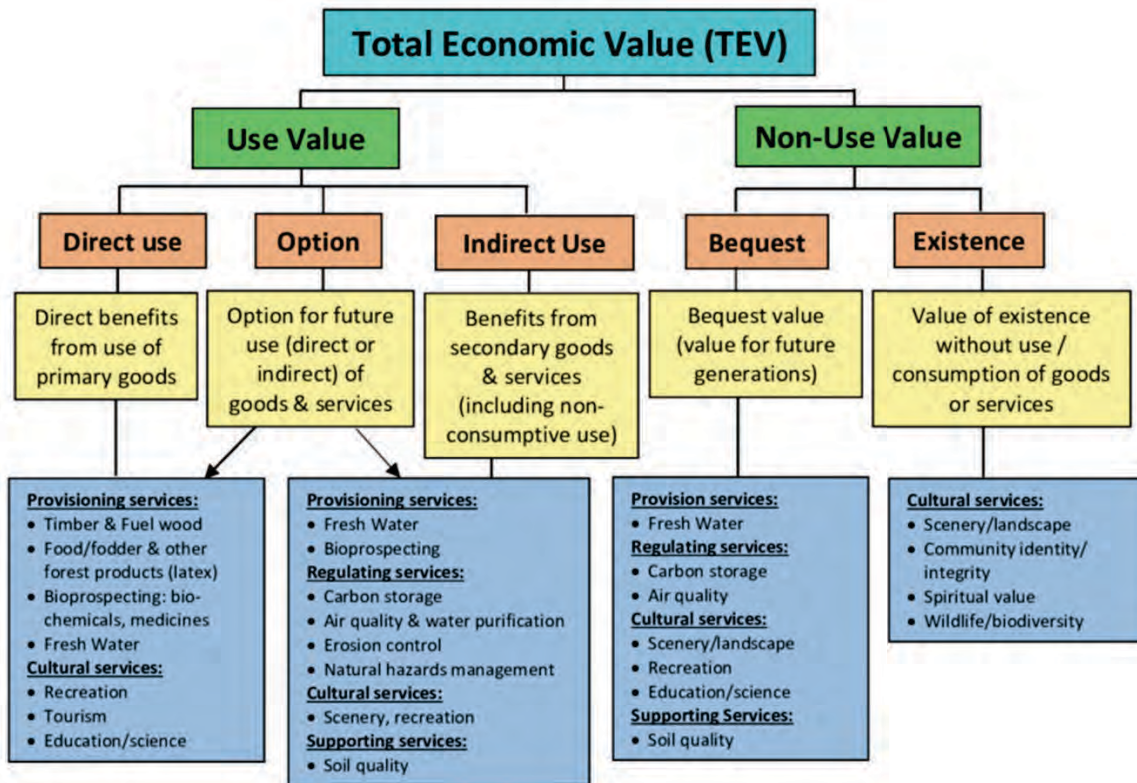 Total Economic Value (TEV)
Use Value
Non-Use Value
Direct use
Option
Indirect Use
Bequest
Existence
Direct benefits
from use of
primary goods
Option for future
use (direct or
indirect) of
goods & services
Benefits from
secondary goods
& services
(including non-
consumptive use)
Bequest value
(value for future
generations)
Value of existence
without use /
consumption of goods
or services
Provisioning services:
• Timber & Fuel wood
• Food/fodder & other
forest products (latex)
• Bioprospecting: bio-
chemicals, medicines
• Fresh Water
Cultural services:
• Recreation
• Tourism
• Education/science
Provisioning services:
• Fresh Water
• Bioprospecting
Regulating services:
• Carbon storage
• Air quality & water purification
• Erosion control
• Natural hazards management
Cultural services:
• Scenery, recreation
Supporting services:
• Soil quality
Provision services:
• Fresh Water
Regulating services:
• Carbon storage
• Air quality
Cultural services:
• Scenery/landscape
• Recreation
• Education/science
Supporting Services:
• Soil quality
Cultural services:
• Scenery/landscape
• Community identity/
integrity
• Spiritual value
• Wildlife/biodiversity